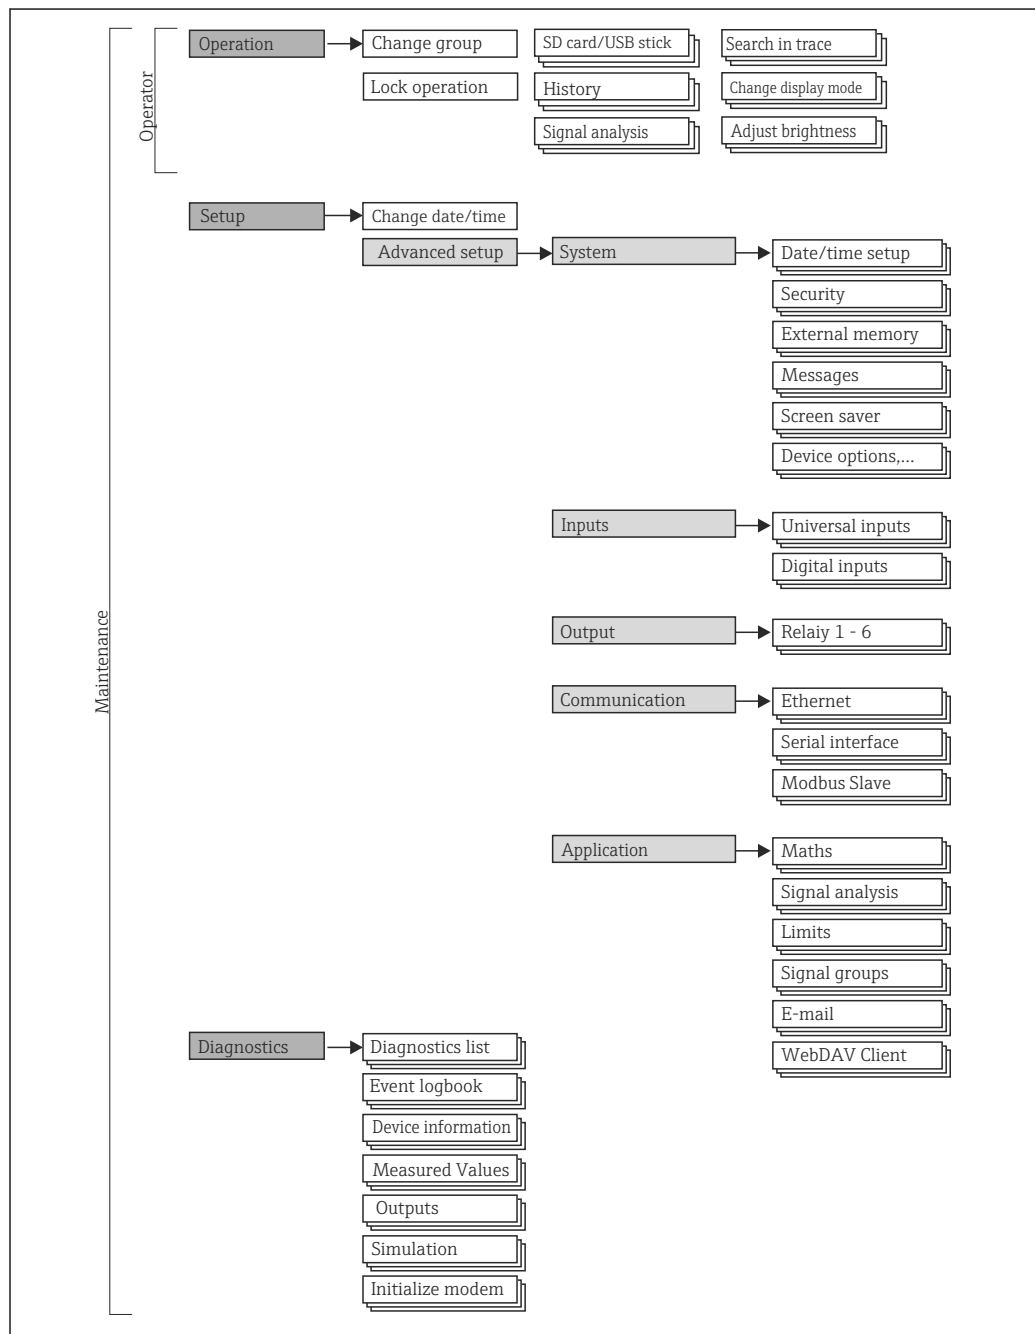 Operator
Maintenance
Operation
Change group
SD card/USB stick
Search in trace
Lock operation
History
Change display mode
Signal analysis
Adjust brightness
Setup
Change date/time
Advanced setup
System
Date/time setup
Security
External memory
Messages
Screen saver
Device options,...
Inputs
Universal inputs
Digital inputs
Output
Relaiy 1 - 6
Communication
Ethernet
Serial interface
Modbus Slave
Application
Maths
Signal analysis
Limits
Signal groups
E-mail
WebDAV Client
Diagnostics
Diagnostics list
Event logbook
Device information
Measured Values
Outputs
Simulation
Initialize modem